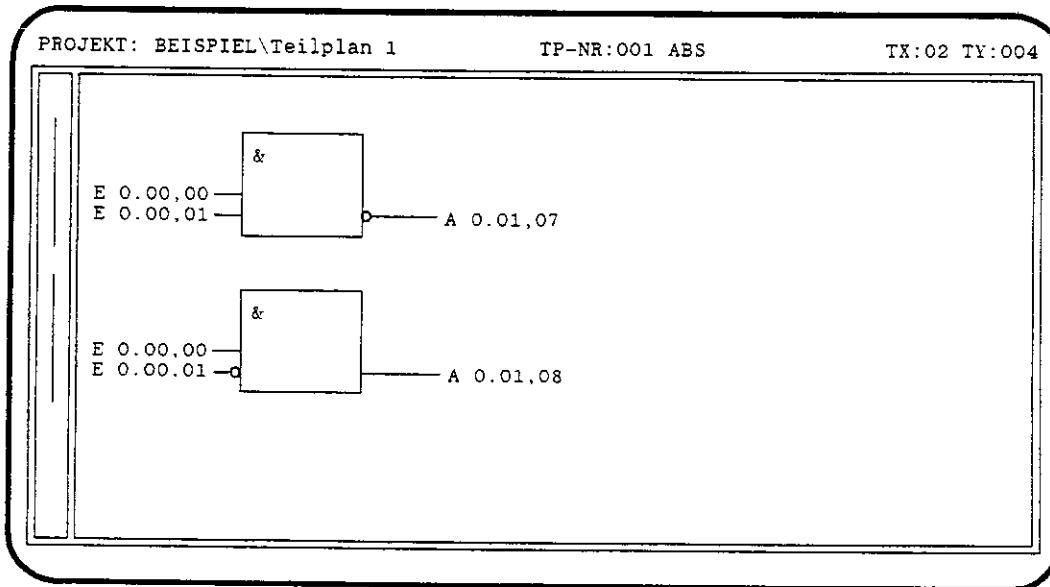 PROJEKT: BEISPIEL\Teilplan 1 TP-NR:001 ABS TX:02 TY:004
&
E 0.00,00
E 0.00,01
A 0.01,07
&
E 0.00,00
E 0.00.01
A 0.01,08